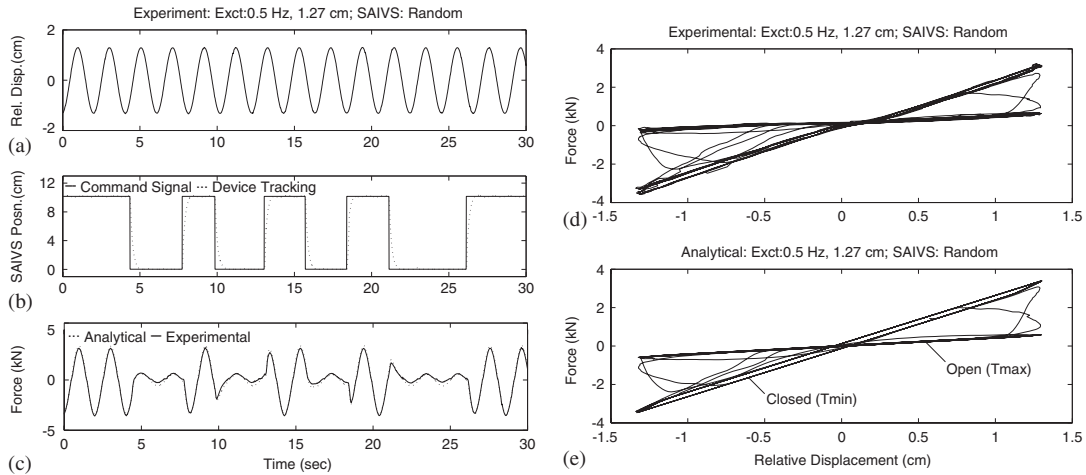 Experiment: Exct:0.5 Hz, 1.27 cm; SAIVS: Random
2
0
-2
Rel. Disp.(cm)
0 5 10 15 20 25 30
(a)
12
8
4
0
SAIVS Posn.(cm)
Command Signal Device Tracking
0 5 10 15 20 25 30
(b)
5
0
-5
Force (kN)
Analytical Experimental
0 5 10 15 20 25 30
Time (sec)
(c)
Experimental: Exct:0.5 Hz, 1.27 cm; SAIVS: Random
4
2
0
-2
-4
Force (kN)
-1.5 -1 -0.5 0 0.5 1 1.5
(d)
Analytical: Exct:0.5 Hz, 1.27 cm; SAIVS: Random
4
2
0
-2
-4
Force (kN)
Open (Tmax)
Closed (Tmin)
-1.5 -1 -0.5 0 0.5 1 1.5
Relative Displacement (cm)
(e)